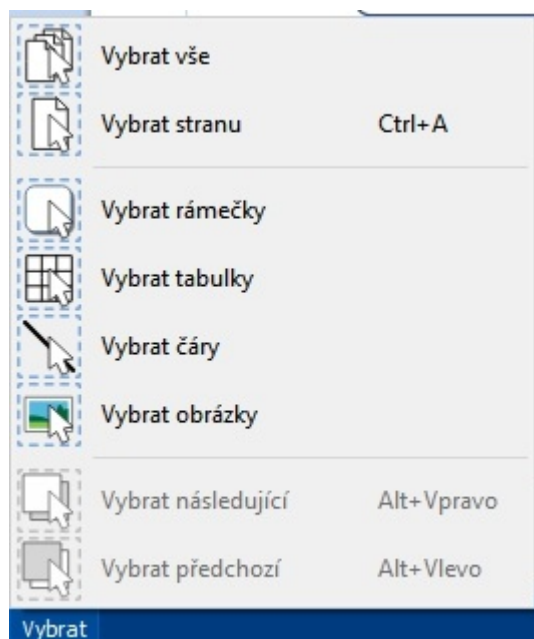 Vybrat vše
Vybrat stranu Ctrl+A
Vybrat rámečky
Vybrat tabulky
Vybrat čáry
Vybrat obrázky
Vybrat následující Alt+Vpravo
Vybrat předchozí Alt+Vlevo
Vybrat